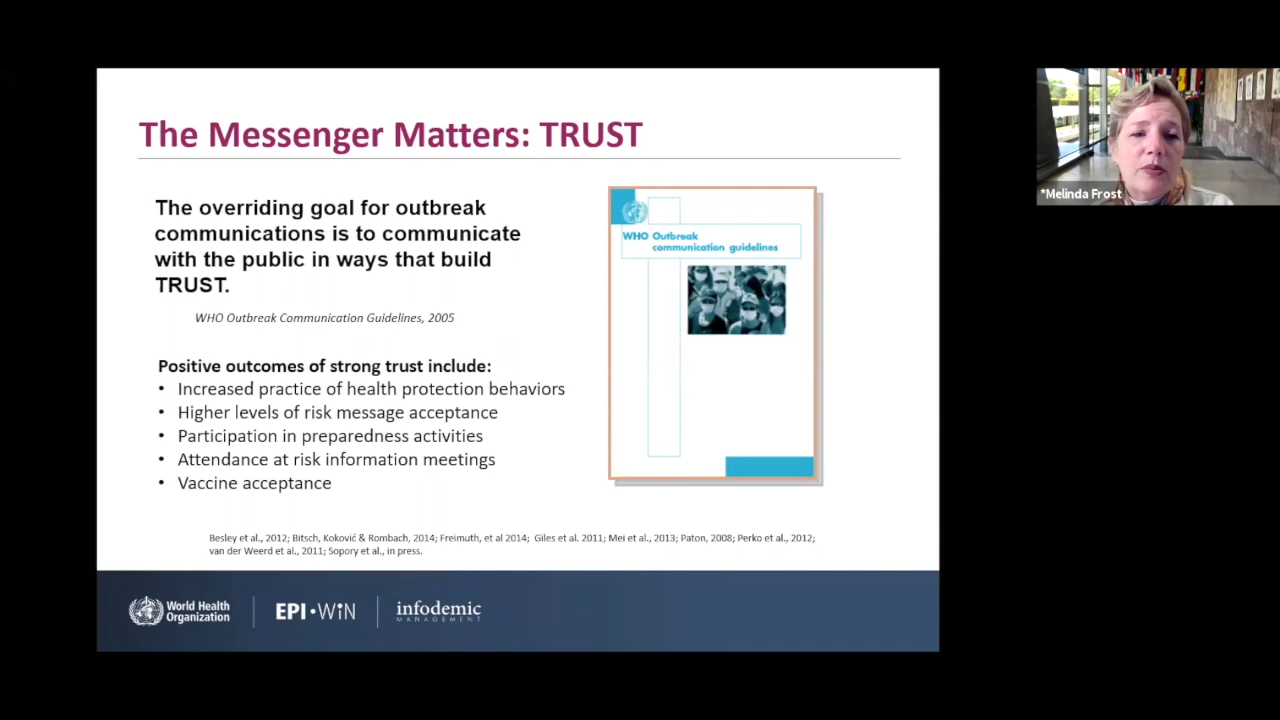 The Messenger Matters: TRUST
The overriding goal for outbreak
communications is to communicate
with the public in ways that build
TRUST.
WHO Outbreak Communication Guidelines, 2005
Positive outcomes of strong trust include:
• Increased practice of health protection behaviors
• Higher levels of risk message acceptance
• Participation in preparedness activities
• Attendance at risk information meetings
• Vaccine acceptance
WHO Outbreak
communication guidelines
Besley et al., 2012; Bitsch, Koković & Rombach, 2014; Freimuth, et al 2014; Giles et al. 2011; Mei et al., 2013; Paton, 2008; Perko et al., 2012;
van der Weerd et al., 2011; Sopory et al., in press.
World Health
Organization
EPI•WiN
infodemic
MANAGEMENT
*Melinda Frost